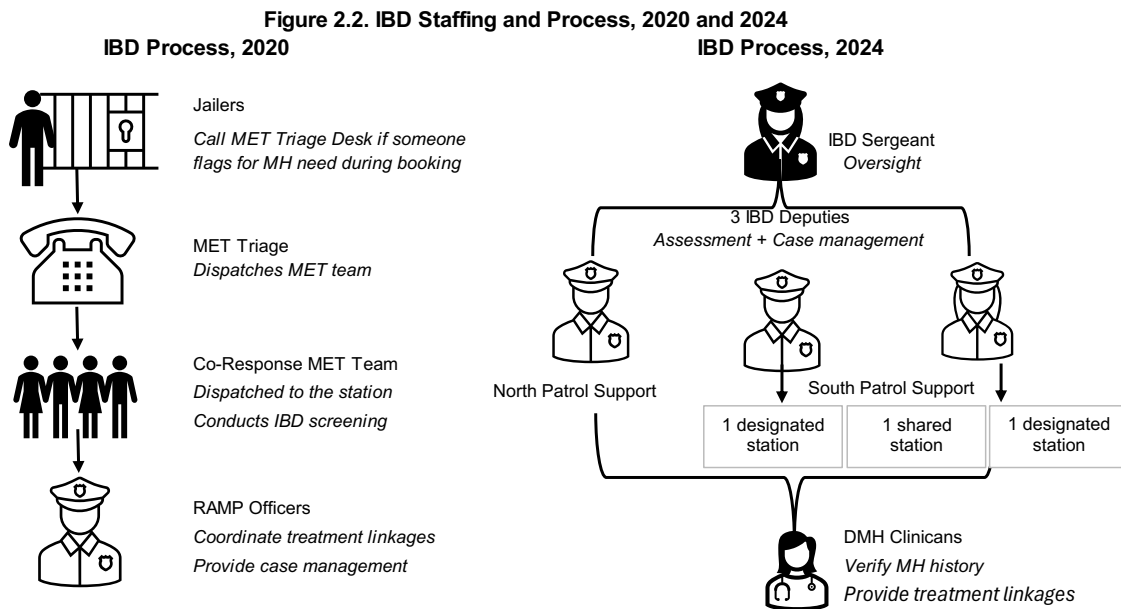 Figure 2.2. IBD Staffing and Process, 2020 and 2024
IBD Process, 2020
Jailers
Call MET Triage Desk if someone
flags for MH need during booking
MET Triage
Dispatches MET team
Co-Response MET Team
Dispatched to the station
Conducts IBD screening
RAMP Officers
Coordinate treatment linkages
Provide case management
IBD Process, 2024
IBD Sergeant
Oversight
3 IBD Deputies
Assessment + Case management
North Patrol Support
South Patrol Support
1 designated
station
1 shared
station
1 designated
station
DMH Clinicians
Verify MH history
Provide treatment linkages